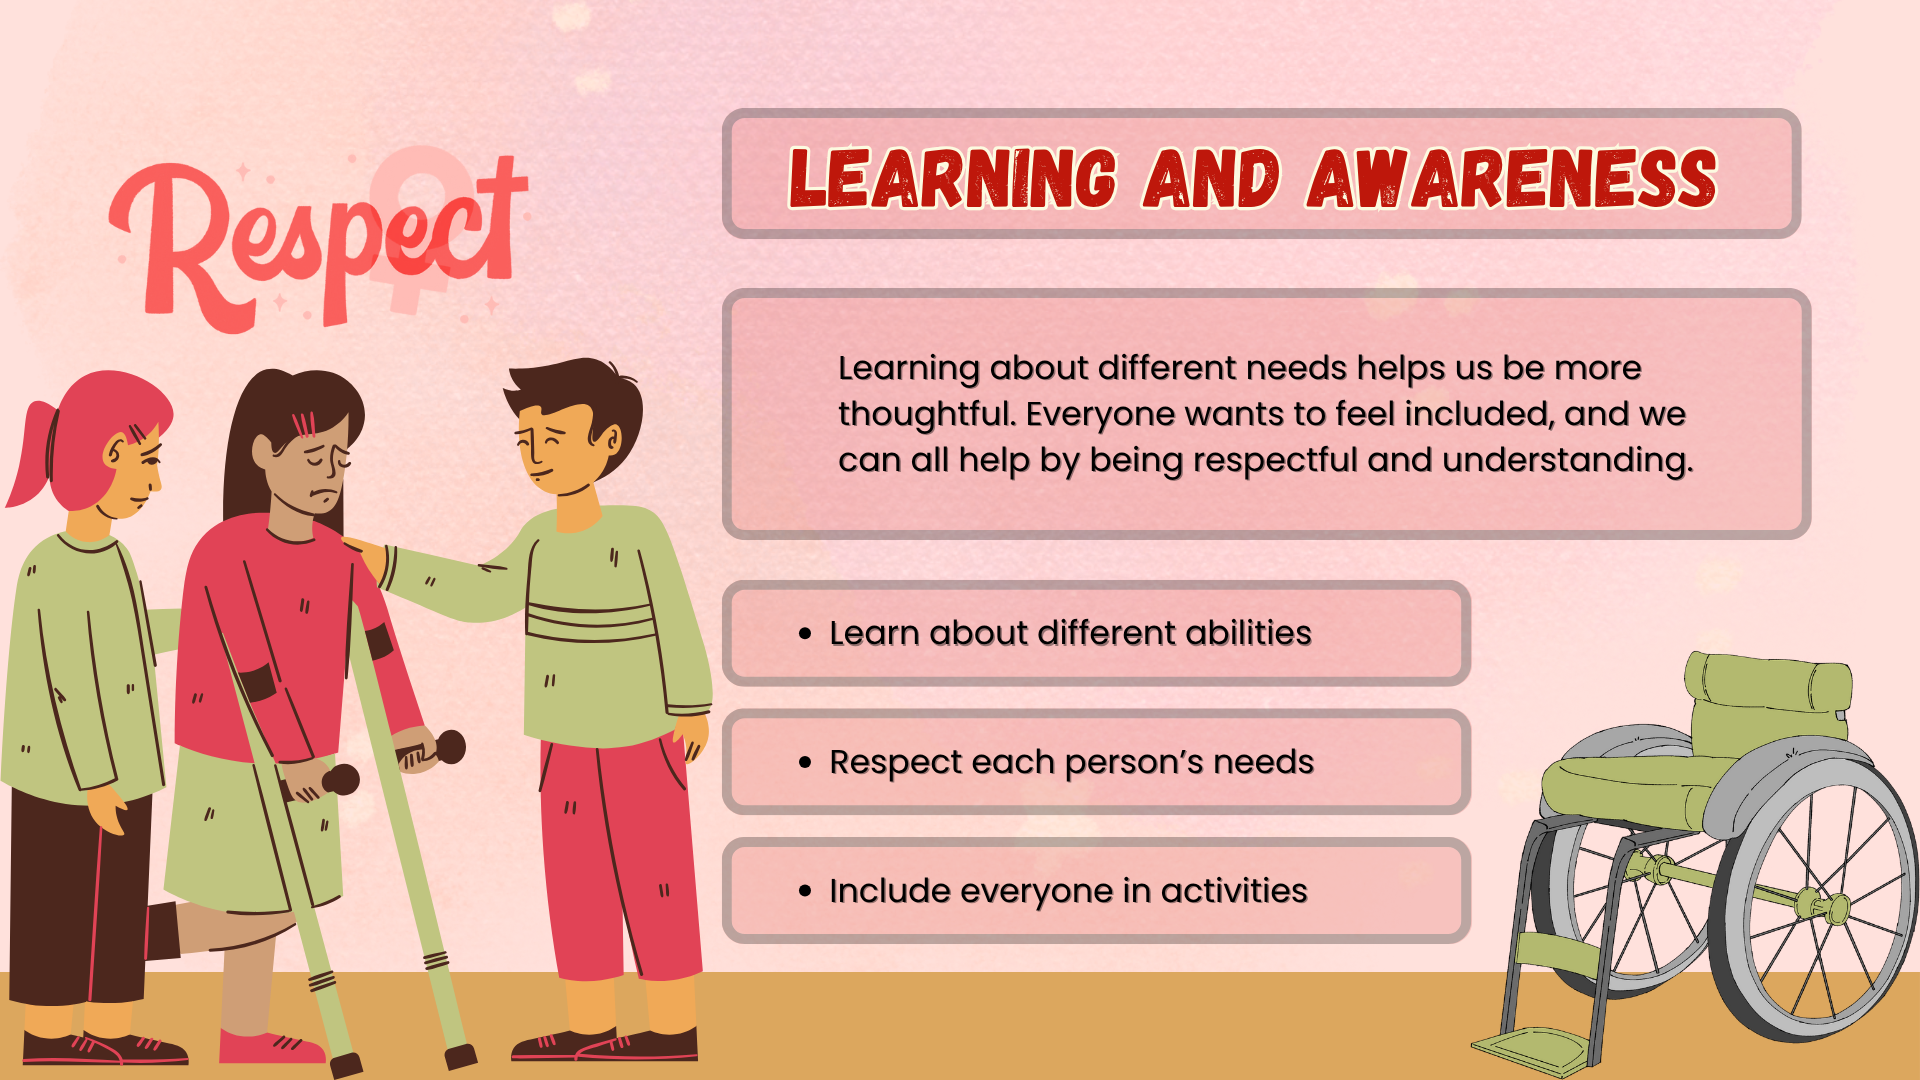 Respect
LEARNING AND AWARENESS
Learning about different needs helps us be more
thoughtful. Everyone wants to feel included, and we
can all help by being respectful and understanding.
• Learn about different abilities
• Respect each person’s needs
• Include everyone in activities